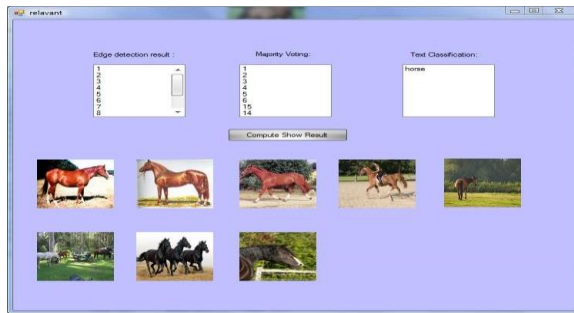 relavant
Edge detection result :
Majority Voting:
Text Classification:
1
2
3
4
5
6
7
8
1
2
3
4
5
6
15
14
horse
Compute Show Result